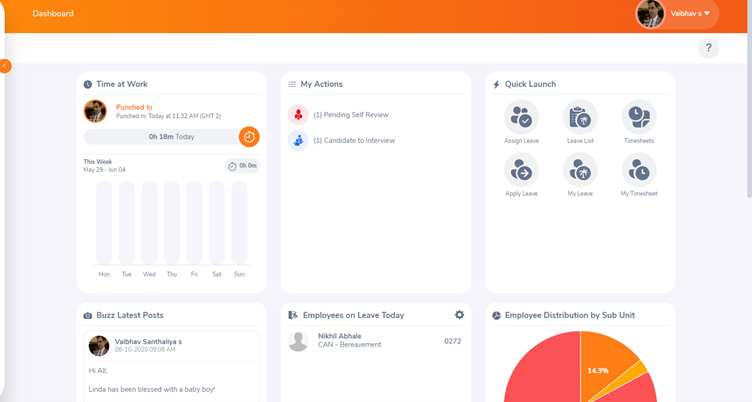 Dashboard
Vaibhav s
?
Time at Work
Punched In
Punched In: Today at 11:32 AM (GMT 2)
0h 18m Today
This Week
May 29 - Jun 04
0h 0m
Mon Tue Wed Thu Fri Sat Sun
My Actions
(1) Pending Self Review
(1) Candidate to Interview
Quick Launch
Assign Leave Leave List Timesheets
Apply Leave My Leave My Timesheet
Buzz Latest Posts
Vaibhav Santhaliya s
08-10-2020 09:08 AM
Hi All;
Linda has been blessed with a baby boy!
Employees on Leave Today
Nikhil Abhale
CAN - Bereavement
0272
Employee Distribution by Sub Unit
14.3%